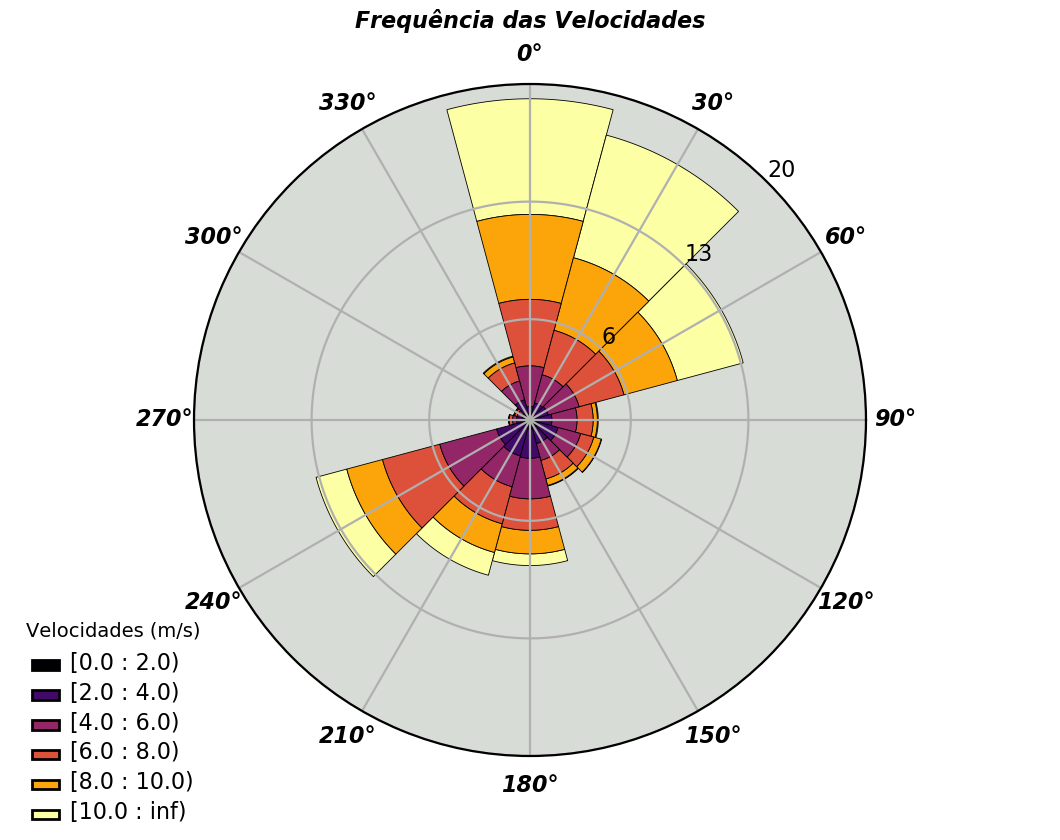 Frequência das Velocidades
0°
330°
30°
20
300°
60°
13
6
270°
90°
240°
120°
210°
150°
180°
Velocidades (m/s)
[0.0 : 2.0)
[2.0 : 4.0)
[4.0 : 6.0)
[6.0 : 8.0)
[8.0 : 10.0)
[10.0 : inf)